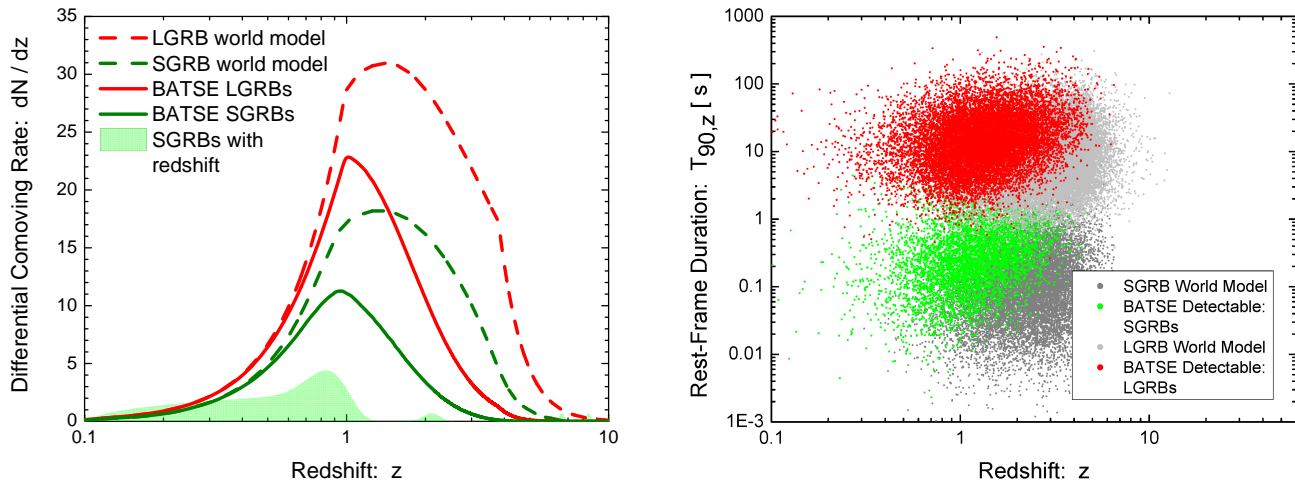 35
30
25
20
15
10
5
0
0.1
1
10
Differential Comoving Rate: dN / dz
Redshift: z
LGRB world model
SGRB world model
BATSE LGRBs
BATSE SGRBs
SGRBs with
redshift
1000
100
10
1
0.1
0.01
1E-3
0.1
1
10
Rest-Frame Duration: T90,z [ s ]
Redshift: z
SGRB World Model
BATSE Detectable:
SGRBs
LGRB World Model
BATSE Detectable:
LGRBs